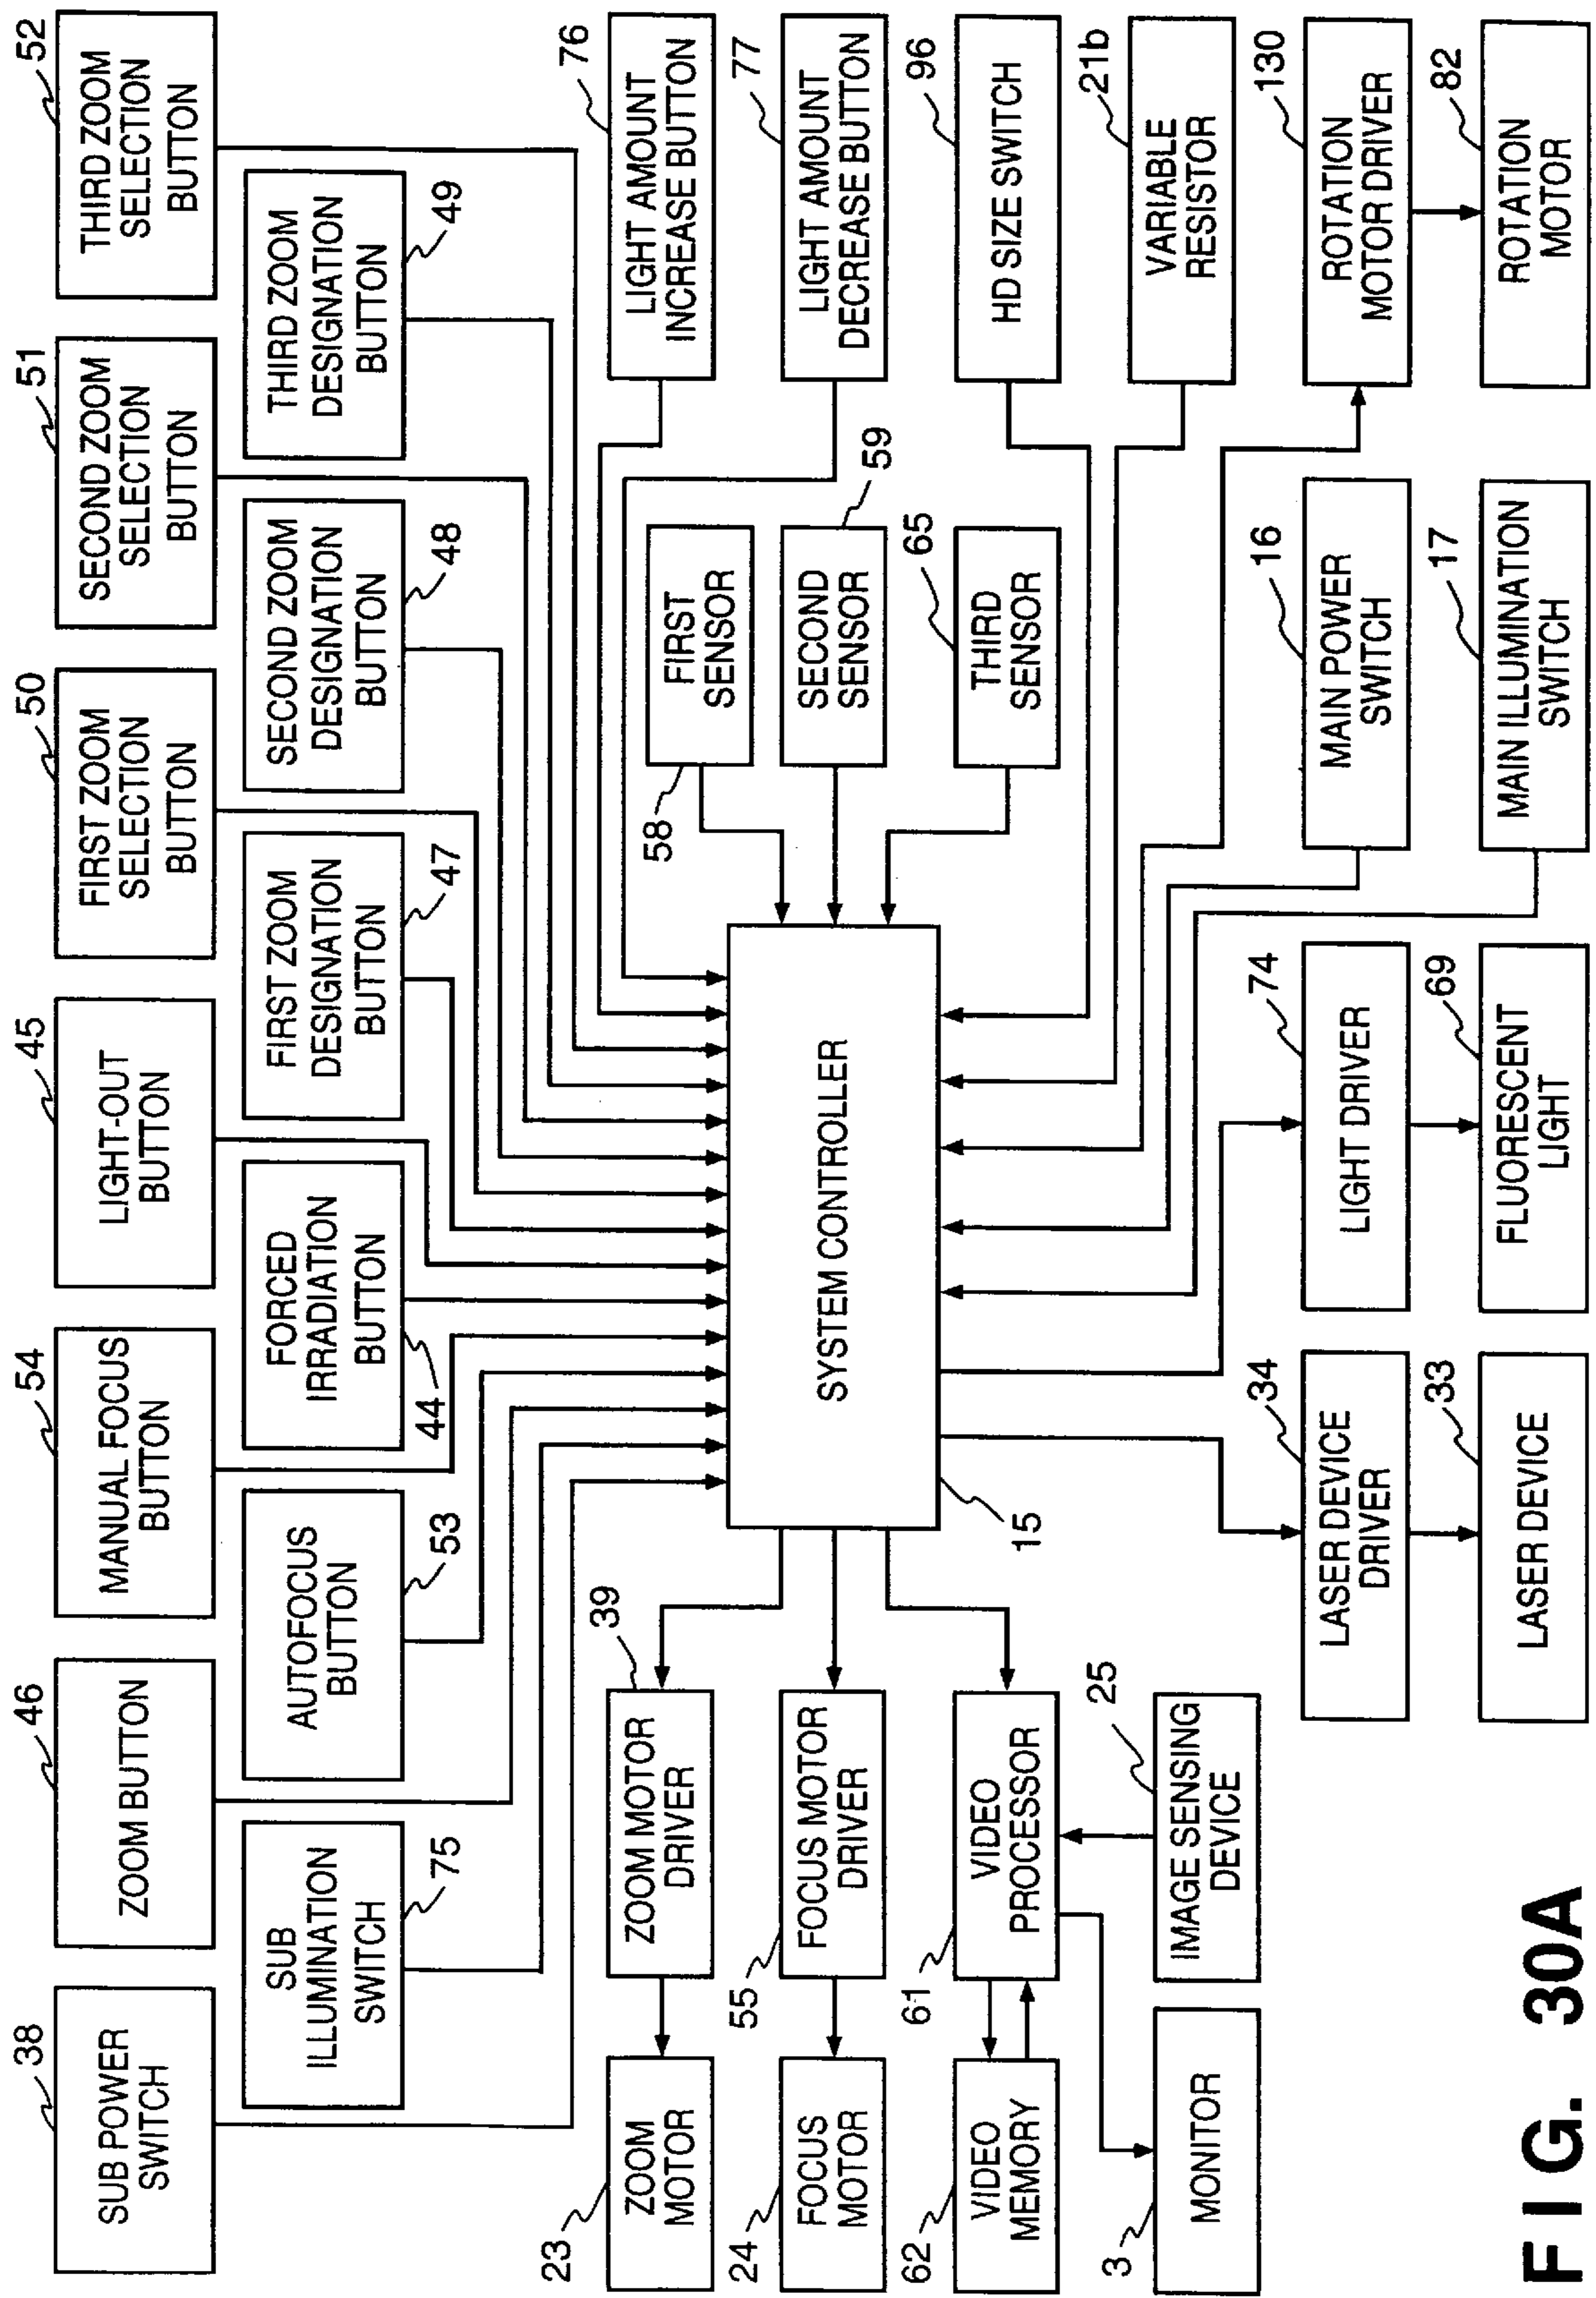 38
SUB POWER
SWITCH
46
ZOOM BUTTON
54
MANUAL FOCUS
BUTTON
45
LIGHT-OUT
BUTTON
50
FIRST ZOOM
SELECTION
BUTTON
51
SECOND ZOOM
SELECTION
BUTTON
52
THIRD ZOOM
SELECTION
BUTTON
SUB
ILLUMINATION
SWITCH
75
AUTOFOCUS
BUTTON
53
FORCED
IRRADIATION
BUTTON
44
FIRST ZOOM
DESIGNATION
BUTTON
47
SECOND ZOOM
DESIGNATION
BUTTON
48
THIRD ZOOM
DESIGNATION
BUTTON
49
23
ZOOM
MOTOR
39
ZOOM MOTOR
DRIVER
24
FOCUS
MOTOR
55
FOCUS MOTOR
DRIVER
62
VIDEO
MEMORY
61
VIDEO
PROCESSOR
3
MONITOR
25
IMAGE SENSING
DEVICE
SYSTEM CONTROLLER
15
58
FIRST
SENSOR
59
SECOND
SENSOR
65
THIRD
SENSOR
76
LIGHT AMOUNT
INCREASE BUTTON
77
LIGHT AMOUNT
DECREASE BUTTON
96
HD SIZE SWITCH
21b
VARIABLE
RESISTOR
34
LASER DEVICE
DRIVER
74
LIGHT DRIVER
16
MAIN POWER
SWITCH
130
ROTATION
MOTOR DRIVER
33
LASER DEVICE
69
FLUORESCENT
LIGHT
17
MAIN ILLUMINATION
SWITCH
82
ROTATION
MOTOR
FIG. 30A